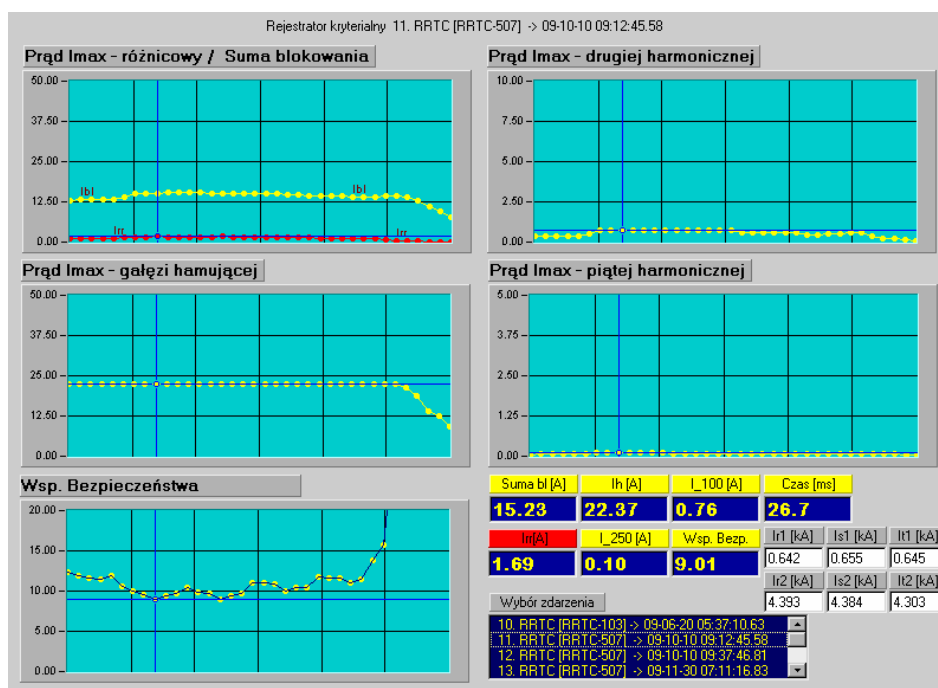 Rejestrator kryterialny 11. RRTC [RRTC-507] -> 09-10-10 09:12:45.58
Prąd Imax - różnicowy / Suma blokowania
50.00
37.50
25.00
12.50
0.00
Ibl
Ibl
Irr
Irr
Prąd Imax - drugiej harmonicznej
10.00
7.50
5.00
2.50
0.00
Prąd Imax - gałęzi hamującej
50.00
37.50
25.00
12.50
0.00
Prąd Imax - piątej harmonicznej
5.00
3.75
2.50
1.25
0.00
Wsp. Bezpieczeństwa
20.00
15.00
10.00
5.00
0.00
Suma bl [A] Ih [A] I_100 [A] Czas [ms]
15.23 22.37 0.76 26.7
Irr[A] I_250 [A] Wsp. Bezp. Ir1 [kA] Is1 [kA] It1 [kA]
1.69 0.10 9.01 0.642 0.655 0.645
Ir2 [kA] Is2 [kA] It2 [kA]
4.393 4.384 4.303
Wybór zdarzenia
10. RRTC [RRTC-103] -> 09-06-20 05:37:10.63
11. RRTC [RRTC-507] -> 09-10-10 09:12:45.58
12. RRTC [RRTC-507] -> 09-10-10 09:37:46.81
13. RRTC [RRTC-507] -> 09-11-30 07:11:16.83